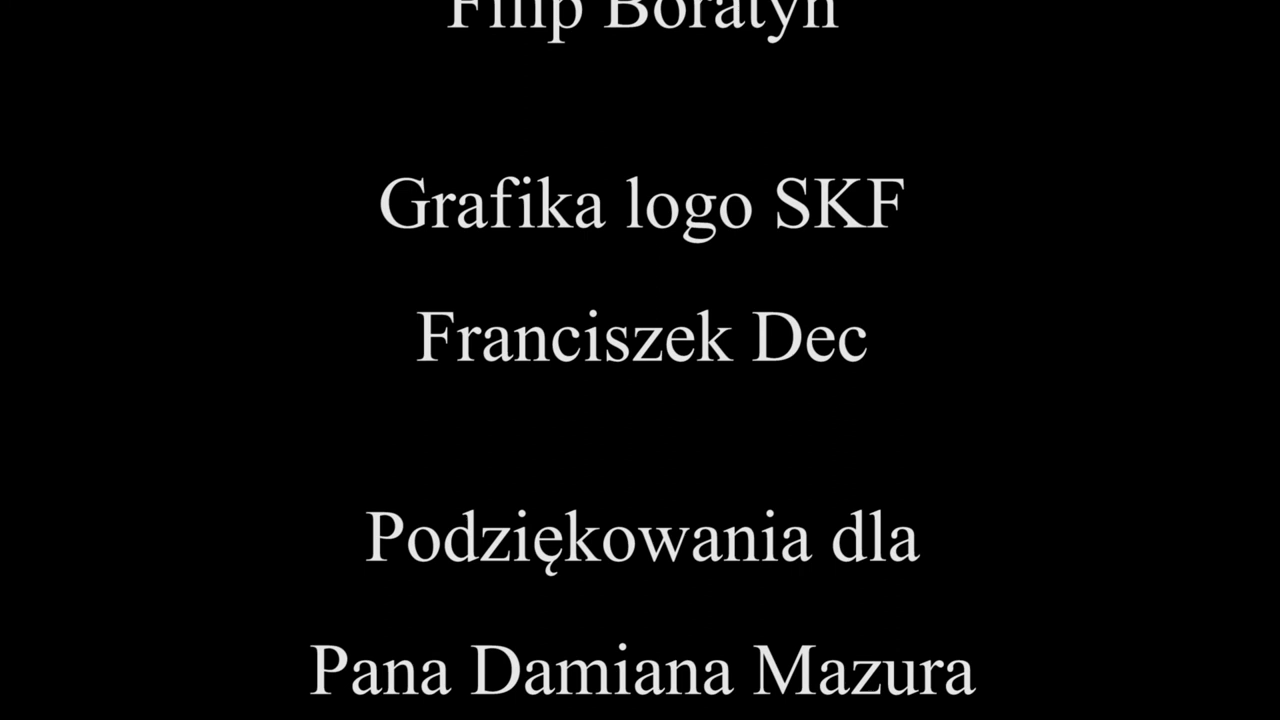 Filip Boratyn
Grafika logo SKF
Franciszek Dec
Podziękowania dla
Pana Damiana Mazura